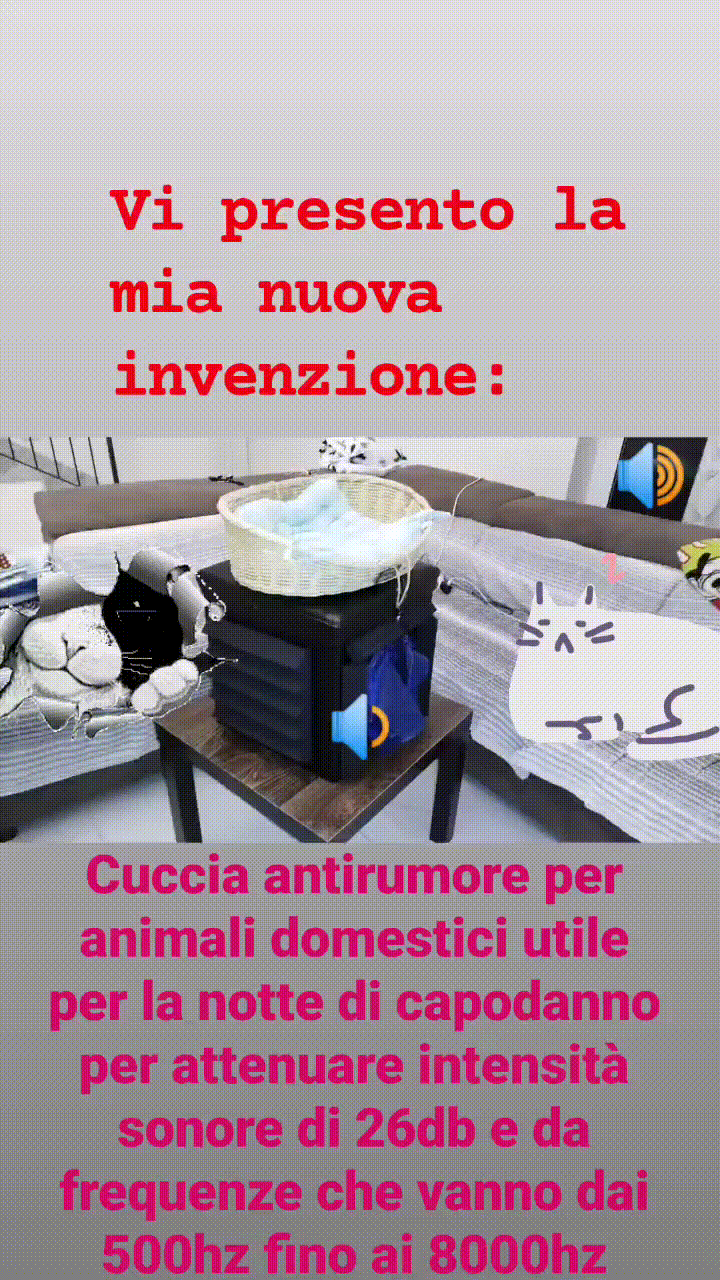 Vi presento la
mia nuova
invenzione:
Cuccia antirumore per
animali domestici utile
per la notte di capodanno
per attenuare intensità
sonore di 26db e da
frequenze che vanno dai
500hz fino ai 8000hz